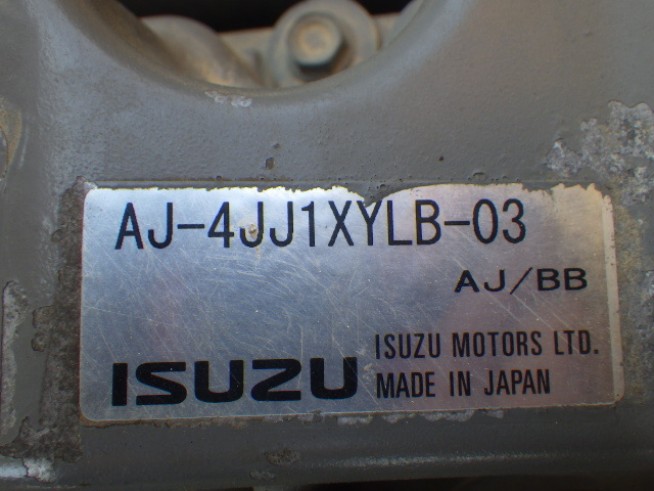 AJ-4JJ1XYLB-03
AJ/BB
ISUZU
ISUZU MOTORS LTD.
MADE IN JAPAN